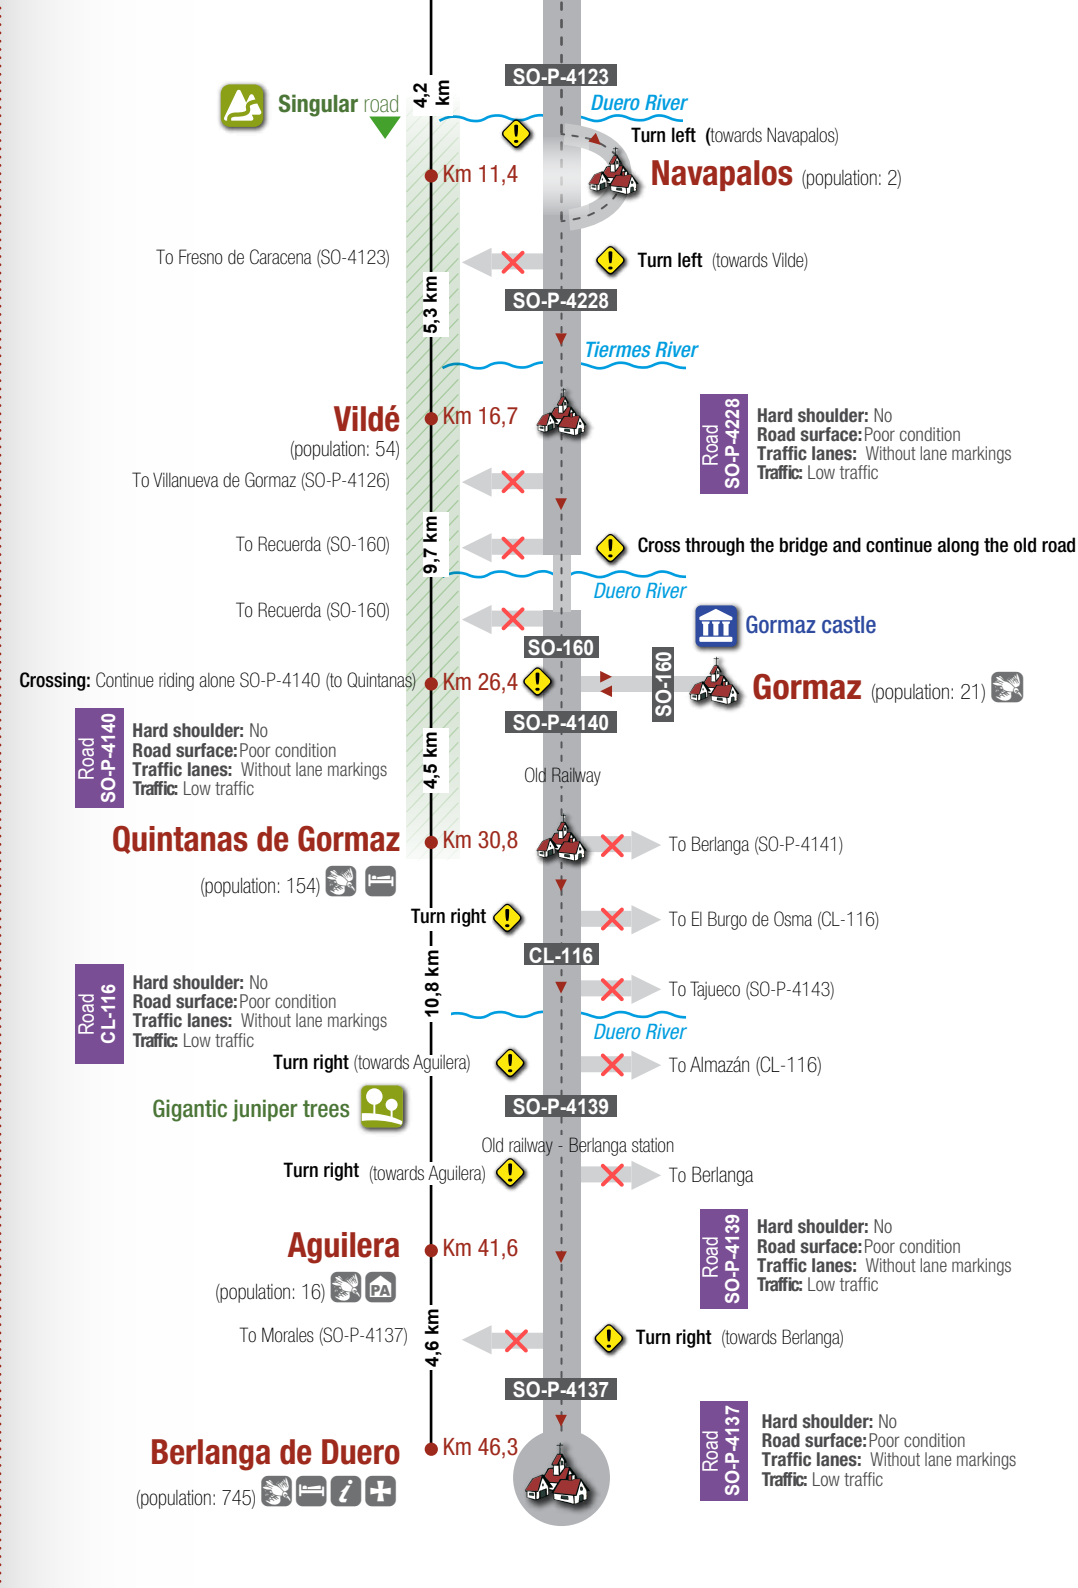 SO-P-4123
4,2 km
Singular road
Duero River
Turn left (towards Navapalos)
Km 11,4
Navapalos (population: 2)
To Fresno de Caracena (SO-4123)
Turn left (towards Vilde)
5,3 km
SO-P-4228
Tiermes River
Vildé
Km 16,7
(population: 54)
Road SO-P-4228
Hard shoulder: No
Road surface: Poor condition
Traffic lanes: Without lane markings
Traffic: Low traffic
To Villanueva de Gormaz (SO-P-4126)
9,7 km
To Recuerda (SO-160)
Cross through the bridge and continue along the old road
Duero River
To Recuerda (SO-160)
Gormaz castle
SO-160
SO-160
Crossing: Continue riding alone SO-P-4140 (to Quintanas)
Km 26,4
Gormaz (population: 21)
SO-P-4140
Road SO-P-4140
Hard shoulder: No
Road surface: Poor condition
Traffic lanes: Without lane markings
Traffic: Low traffic
4,5 km
Old Railway
Quintanas de Gormaz
Km 30,8
To Berlanga (SO-P-4141)
(population: 154)
Turn right
To El Burgo de Osma (CL-116)
CL-116
10,8 km
Road CL-116
Hard shoulder: No
Road surface: Poor condition
Traffic lanes: Without lane markings
Traffic: Low traffic
To Tajueco (SO-P-4143)
Duero River
Turn right (towards Aguilera)
To Almazán (CL-116)
Gigantic juniper trees
SO-P-4139
Old railway - Berlanga station
Turn right (towards Aguilera)
To Berlanga
Road SO-P-4139
Hard shoulder: No
Road surface: Poor condition
Traffic lanes: Without lane markings
Traffic: Low traffic
Aguilera
Km 41,6
(population: 16)
PA
4,6 km
To Morales (SO-P-4137)
Turn right (towards Berlanga)
SO-P-4137
Road SO-P-4137
Hard shoulder: No
Road surface: Poor condition
Traffic lanes: Without lane markings
Traffic: Low traffic
Berlanga de Duero
Km 46,3
(population: 745)
i